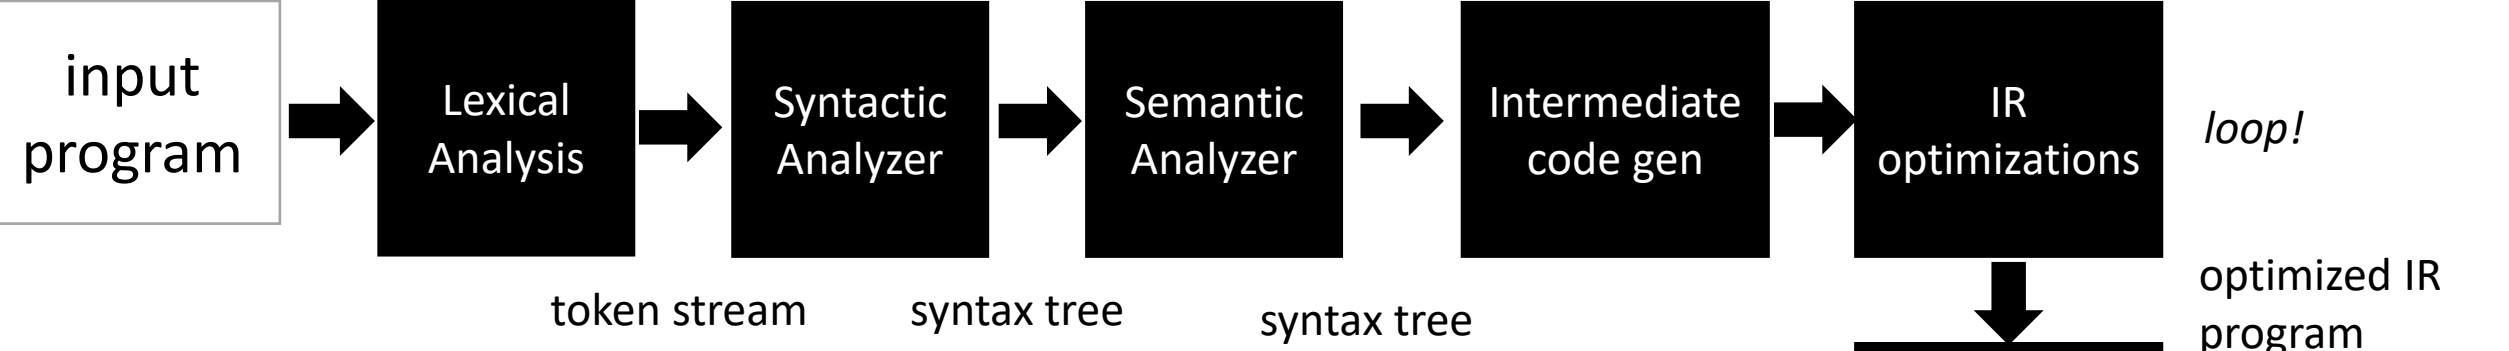 input
program
Lexical
Analysis
Syntactic
Analyzer
Semantic
Analyzer
Intermediate
code gen
IR
optimizations
loop!
token stream
syntax tree
syntax tree
optimized IR
program